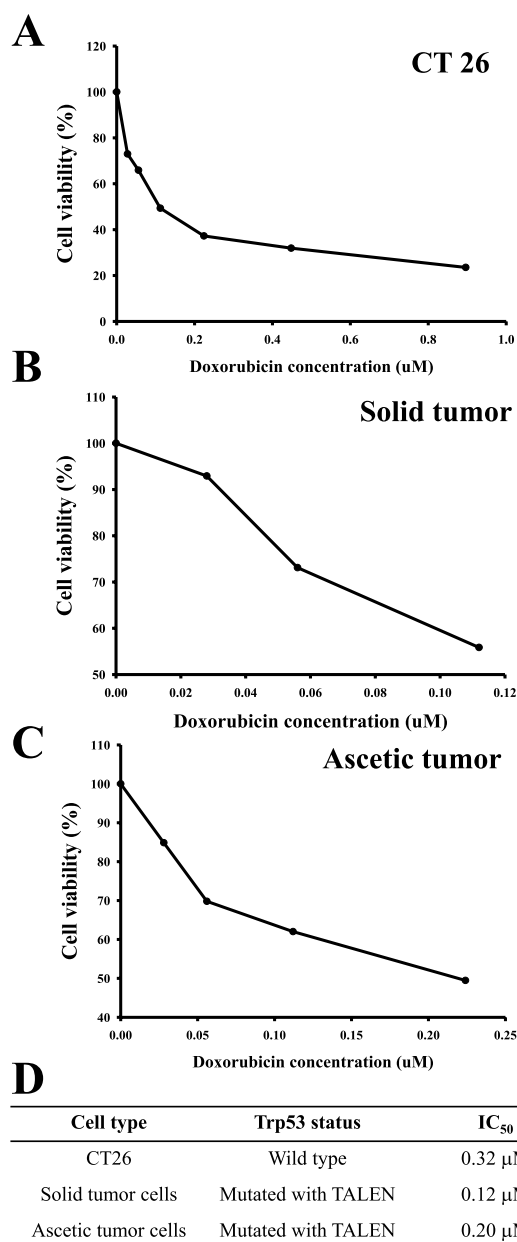 A
CT 26
120
100
80
60
40
20
0
Cell viability (%)
0.0 0.2 0.4 0.6 0.8 1.0
Doxorubicin concentration (uM)
B
Solid tumor
110
100
90
80
70
60
50
Cell viability (%)
0.00 0.02 0.04 0.06 0.08 0.10 0.12
Doxorubicin concentration (uM)
C
Ascetic tumor
110
100
90
80
70
60
50
40
Cell viability (%)
0.00 0.05 0.10 0.15 0.20 0.25
Doxorubicin concentration (uM)
D
Cell type Trp53 status IC50
CT26 Wild type 0.32 μM
Solid tumor cells Mutated with TALEN 0.12 μM
Ascetic tumor cells Mutated with TALEN 0.20 μM